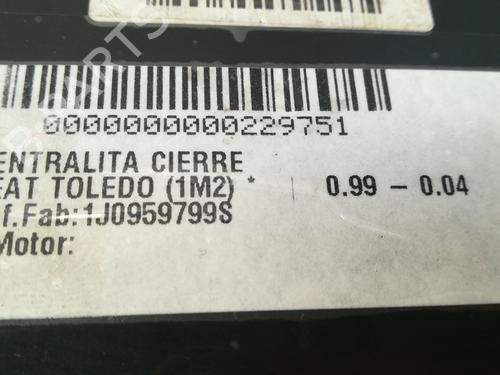 0000000000229751
ENTRALITA CIERRE
EAT TOLEDO (1M2) * 0.99 - 0.04
f.Fab: 1J0959799S
Motor: